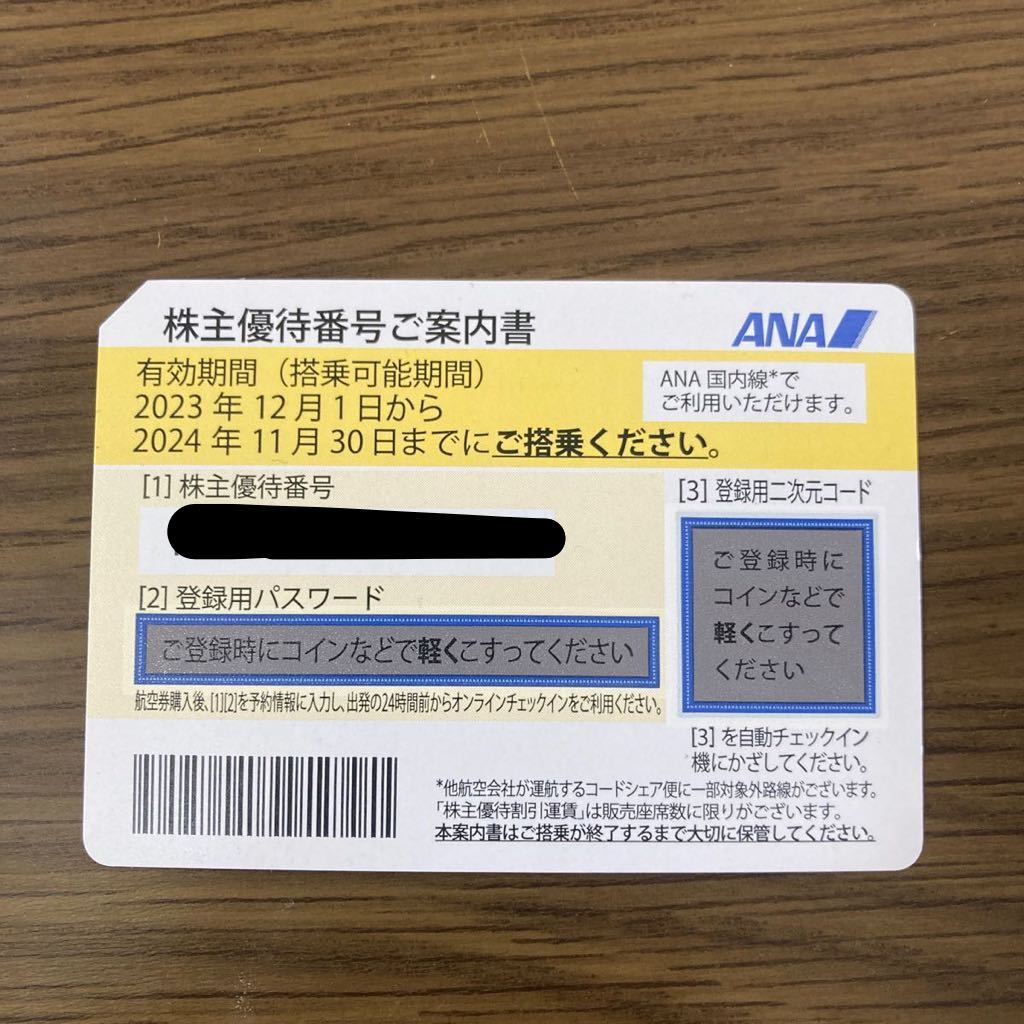 株主優待番号ご案内書
ANA
有効期間（搭乗可能期間）
2023 年 12 月 1 日から
2024 年 11 月 30 日までにご搭乗ください。
ANA 国内線*で
ご利用いただけます。
[1] 株主優待番号
[2] 登録用パスワード
ご登録時にコインなどで軽くこすってください
航空券購入後、[1][2]を予約情報に入力し、出発の24時間前からオンラインチェックインをご利用ください。
[3] 登録用二次元コード
ご登録時に
コインなどで
軽くこすって
ください
[3] を自動チェックイン
機にかざしてください。
*他航空会社が運航するコードシェア便に一部対象外路線がございます。
「株主優待割引運賃」は販売座席数に限りがございます。
本案内書はご搭乗が終了するまで大切に保管してください。